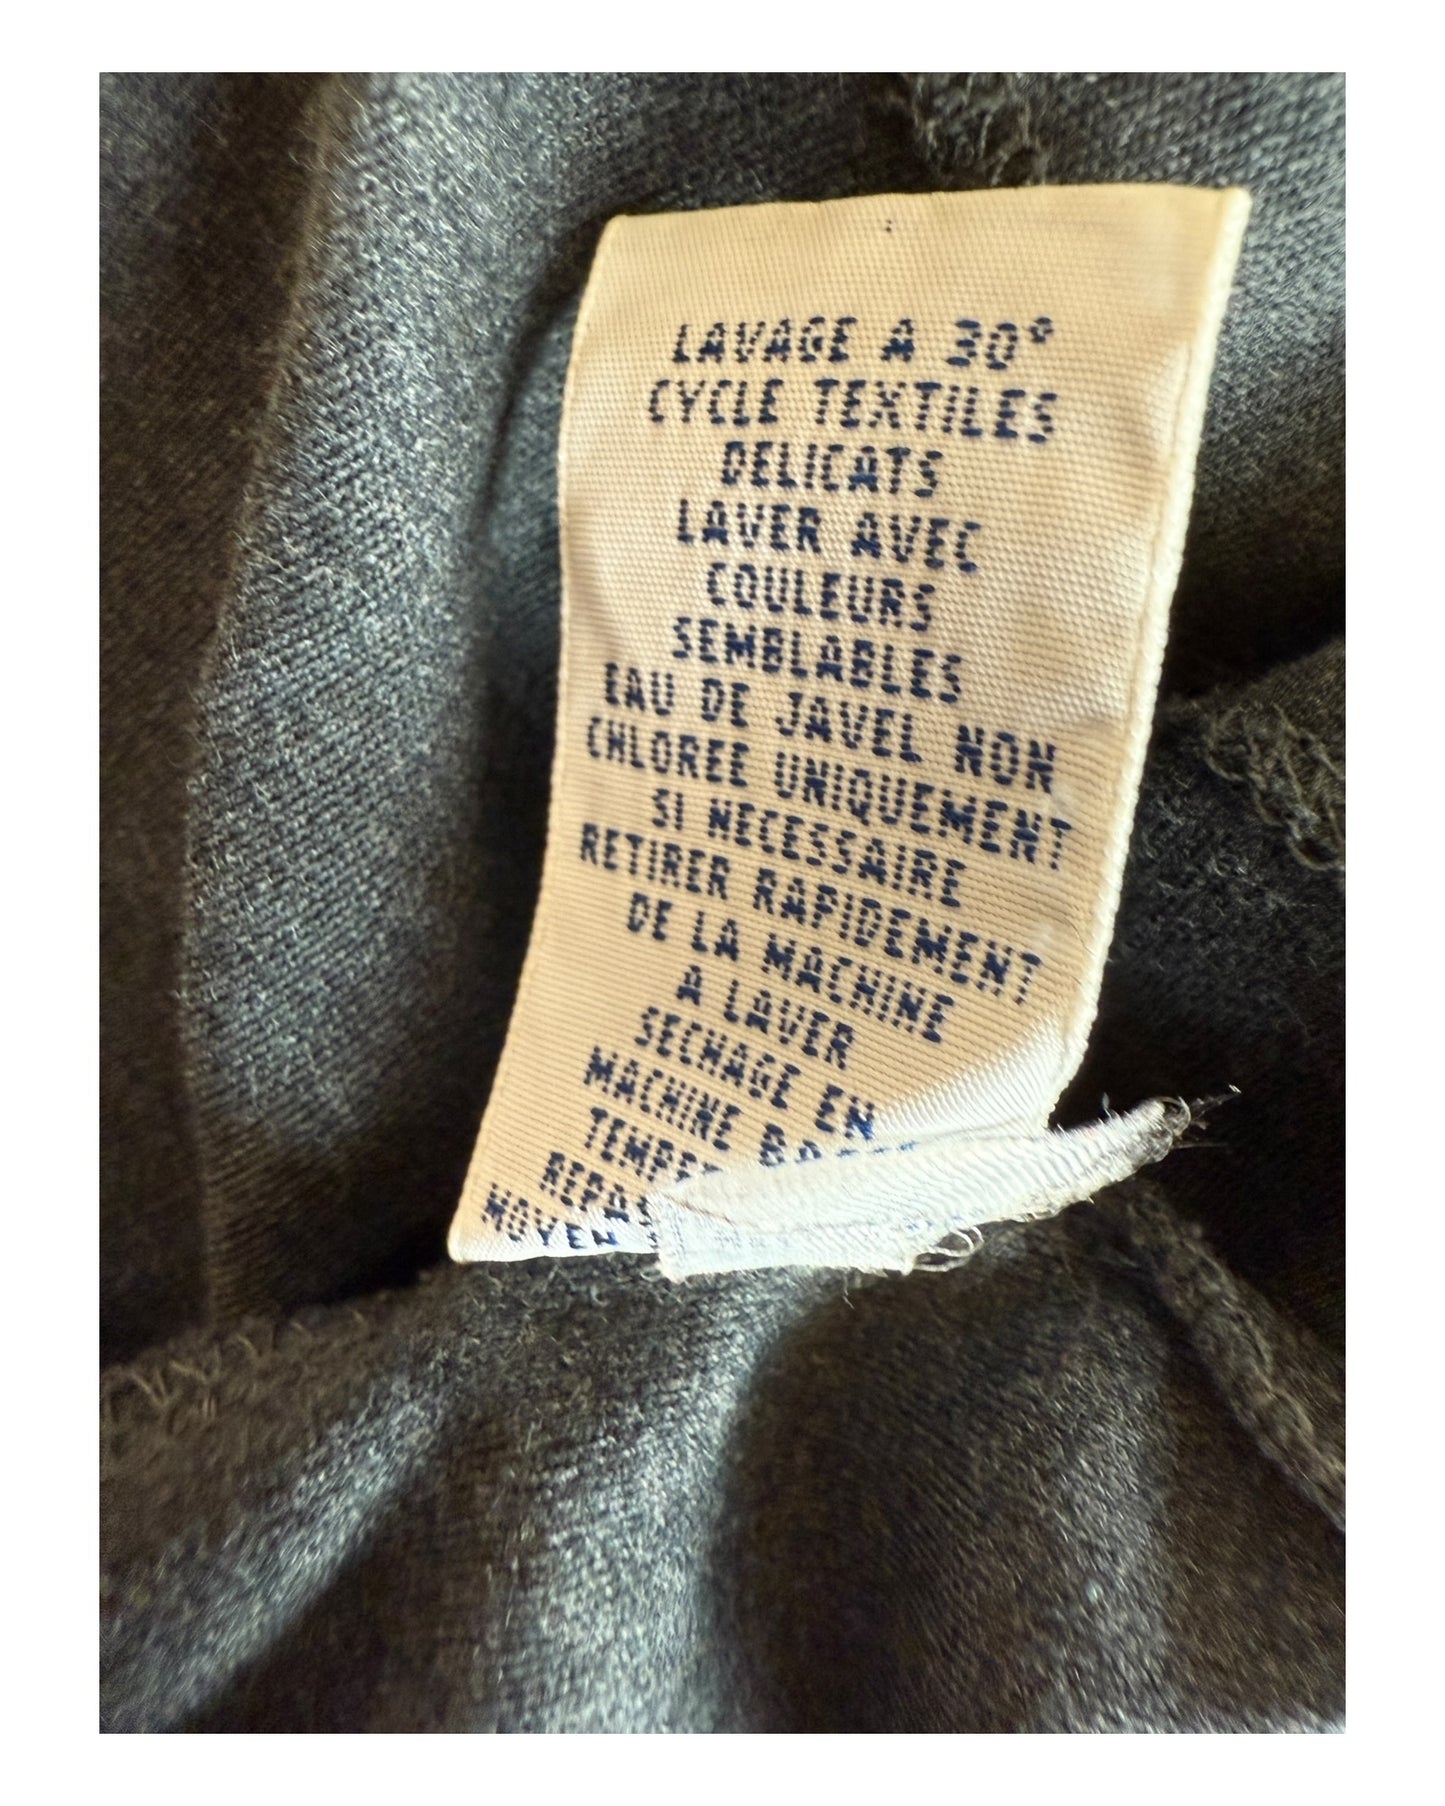 LAVAGE A 30°
CYCLE TEXTILES
DELICATS
LAVER AVEC
COULEURS
SEMBLABLES
EAU DE JAVEL NON
CHLOREE UNIQUEMENT
SI NECESSAIRE
RETIRER RAPIDEMENT
DE LA MACHINE
A LAVER
SECHAGE EN
MACHINE
MOYEN